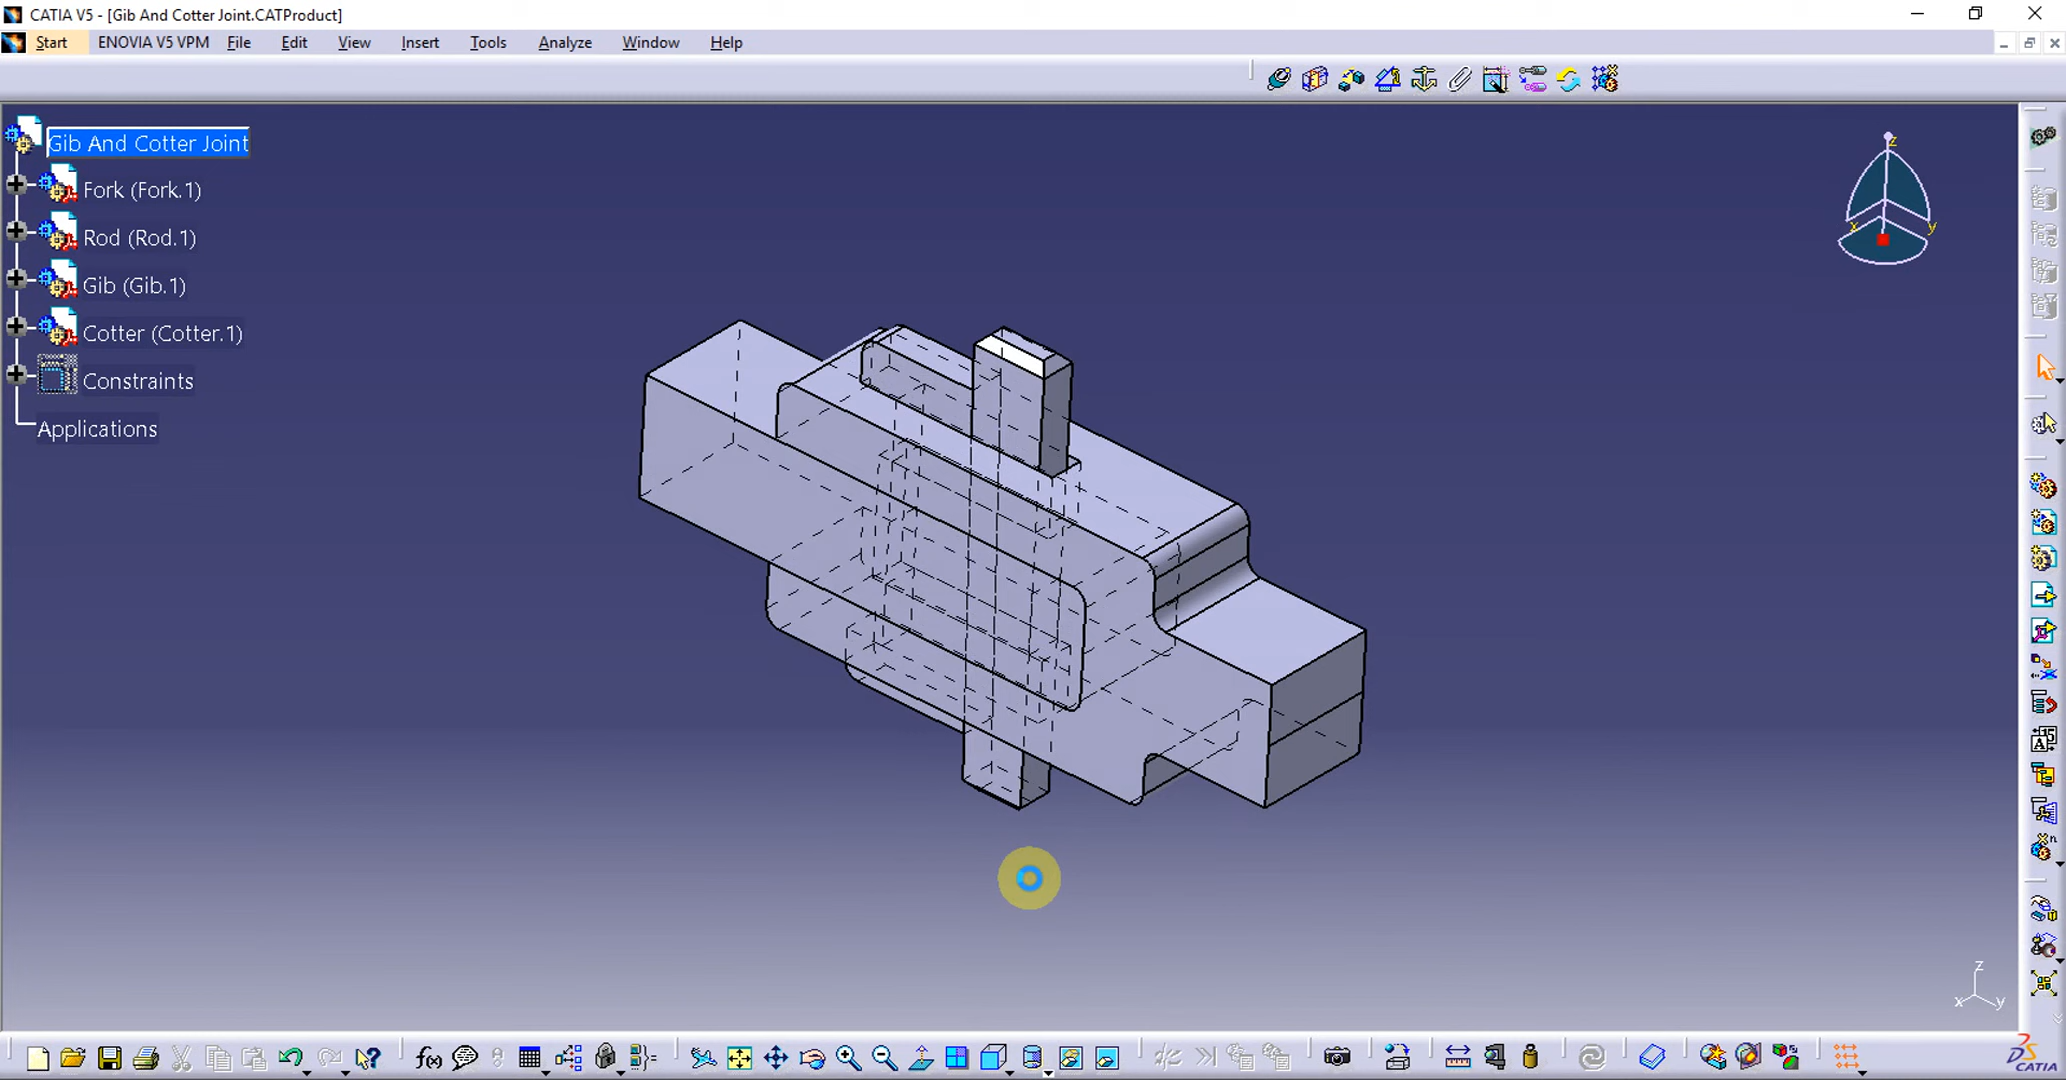 CATIA V5 - [Gib And Cotter Joint.CATProduct]
Start ENOVIA V5 VPM File Edit View Insert Tools Analyze Window Help
Gib And Cotter Joint
Fork (Fork.1)
Rod (Rod.1)
Gib (Gib.1)
Cotter (Cotter.1)
Constraints
Applications
z
x y
z
x y
f(x)
CATIA